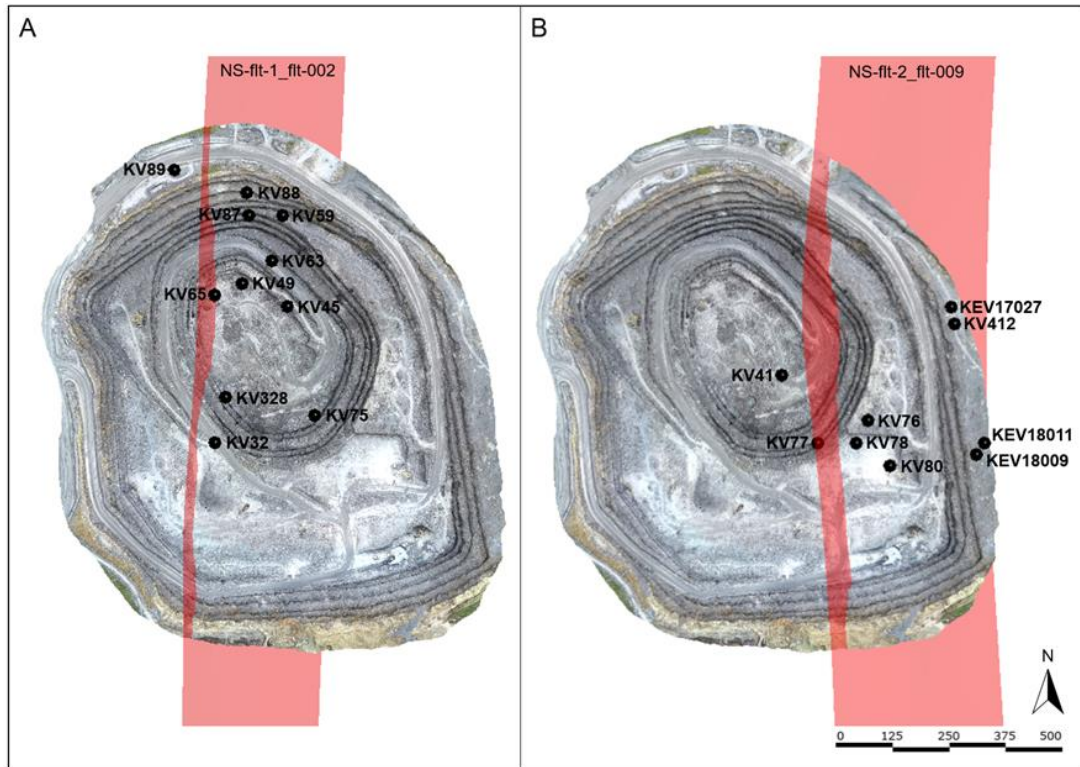 A
NS-flt-1_flt-002
KV89
KV88
KV87
KV59
KV63
KV49
KV65
KV45
KV328
KV75
KV32
B
NS-flt-2_flt-009
KEV17027
KV412
KV41
KV76
KV77
KV78
KEV18011
KV80
KEV18009
N
0 125 250 375 500